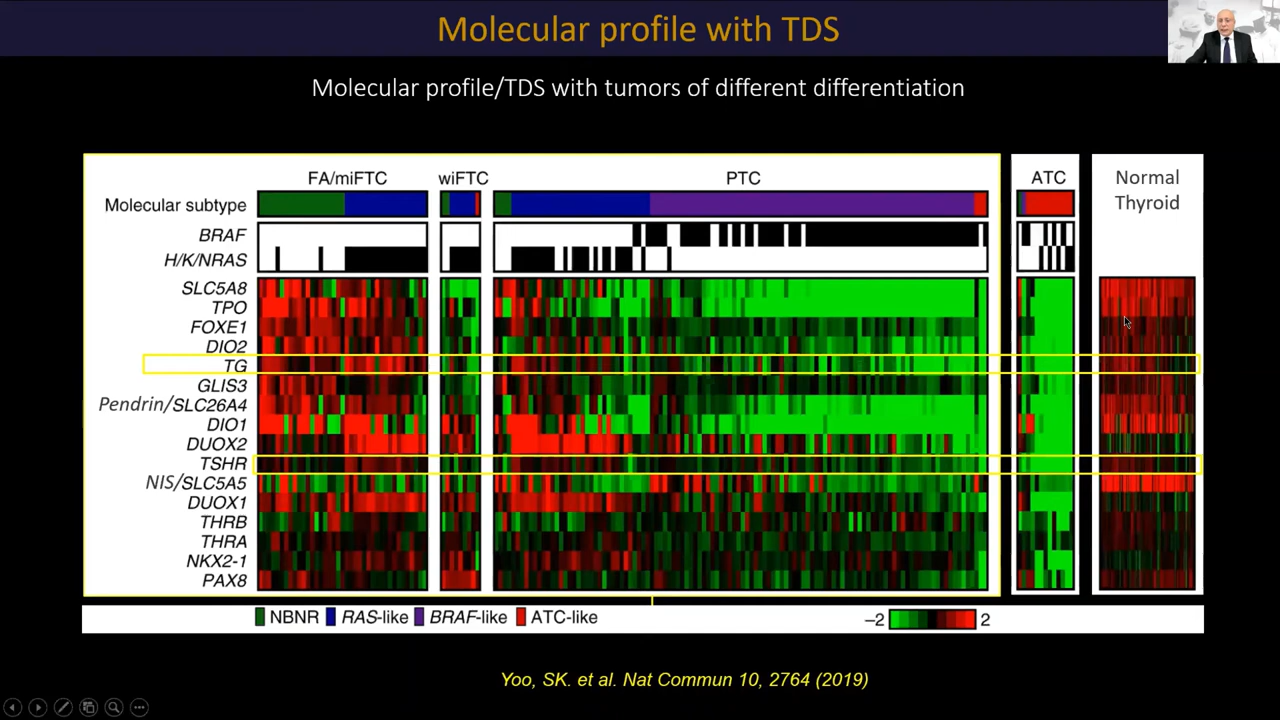 Molecular profile with TDS
Molecular profile/TDS with tumors of different differentiation
FA/miFTC
wiFTC
PTC
ATC
Normal
Thyroid
Molecular subtype
BRAF
H/K/NRAS
SLC5A8
TPO
FOXE1
DIO2
TG
GLIS3
Pendrin/SLC26A4
DIO1
DUOX2
TSHR
NIS/SLC5A5
DUOX1
THRB
THRA
NKX2-1
PAX8
NBNR RAS-like BRAF-like ATC-like
–2 2
Yoo, SK. et al. Nat Commun 10, 2764 (2019)